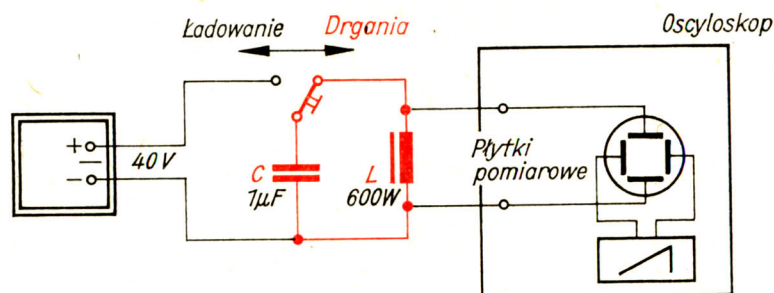 Ładowanie
Drgania
Oscyloskop
+
–
–
40V
C
1μF
L
600W
Płytki
pomiarowe